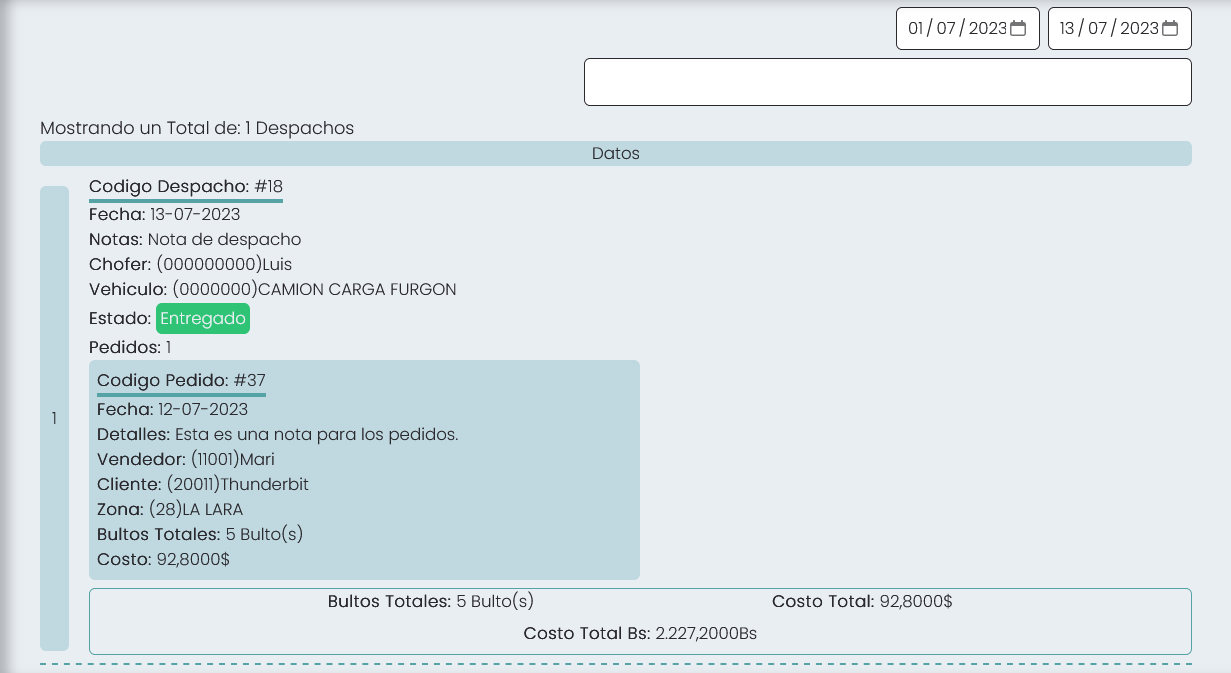 01 / 07 / 2023 13 / 07 / 2023
Mostrando un Total de: 1 Despachos
Datos
1
Codigo Despacho: #18
Fecha: 13-07-2023
Notas: Nota de despacho
Chofer: (000000000)Luis
Vehiculo: (0000000)CAMION CARGA FURGON
Estado: Entregado
Pedidos: 1
Codigo Pedido: #37
Fecha: 12-07-2023
Detalles: Esta es una nota para los pedidos.
Vendedor: (11001)Mari
Cliente: (20011)Thunderbit
Zona: (28)LA LARA
Bultos Totales: 5 Bulto(s)
Costo: 92,8000$
Bultos Totales: 5 Bulto(s) Costo Total: 92,8000$
Costo Total Bs: 2.227,2000Bs